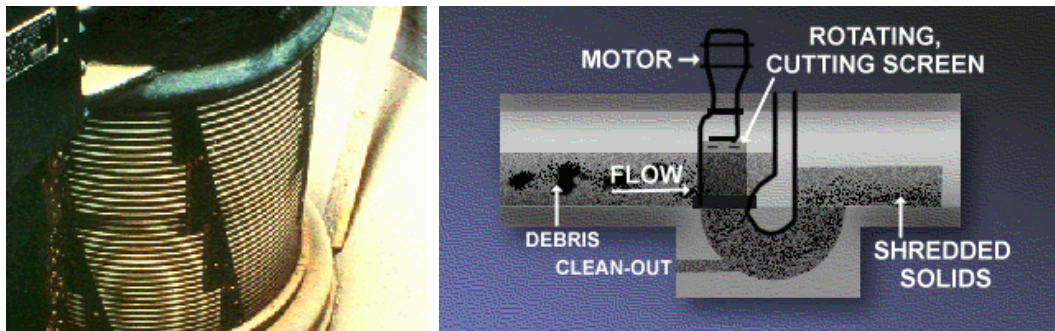 MOTOR
ROTATING,
CUTTING SCREEN
FLOW
DEBRIS
CLEAN-OUT
SHREDDED
SOLIDS